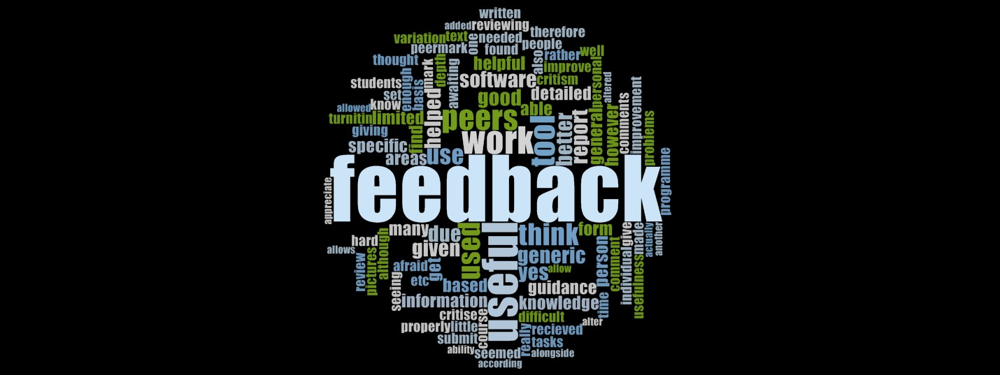 written
added reviewing
variation text one needed therefore
peermark found people
thought mark depth awaiting helpful also rather well
students enough basis software improve personal
set criticism altered
allowed know helped good detailed comments improvement
turnitin limited peers able tool better report general however problems
giving find work
specific
areas use
feedback
appreciate programme
many due used useful think form individual give made actually another
hard given generic person comment
allows review pictures although afraid get yes allow usefulness
etc based guidance
seeing information knowledge time
critise course difficult alter
properly little really recieved
submit tasks
ability seemed alongside
according